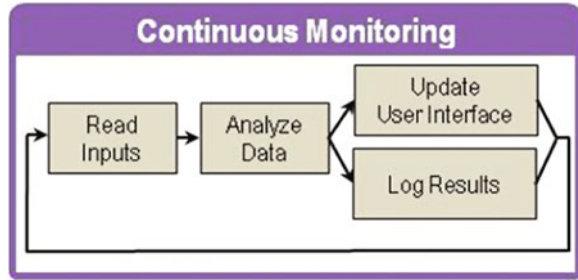 Continuous Monitoring
Read
Inputs
Analyze
Data
Update
User Interface
Log Results